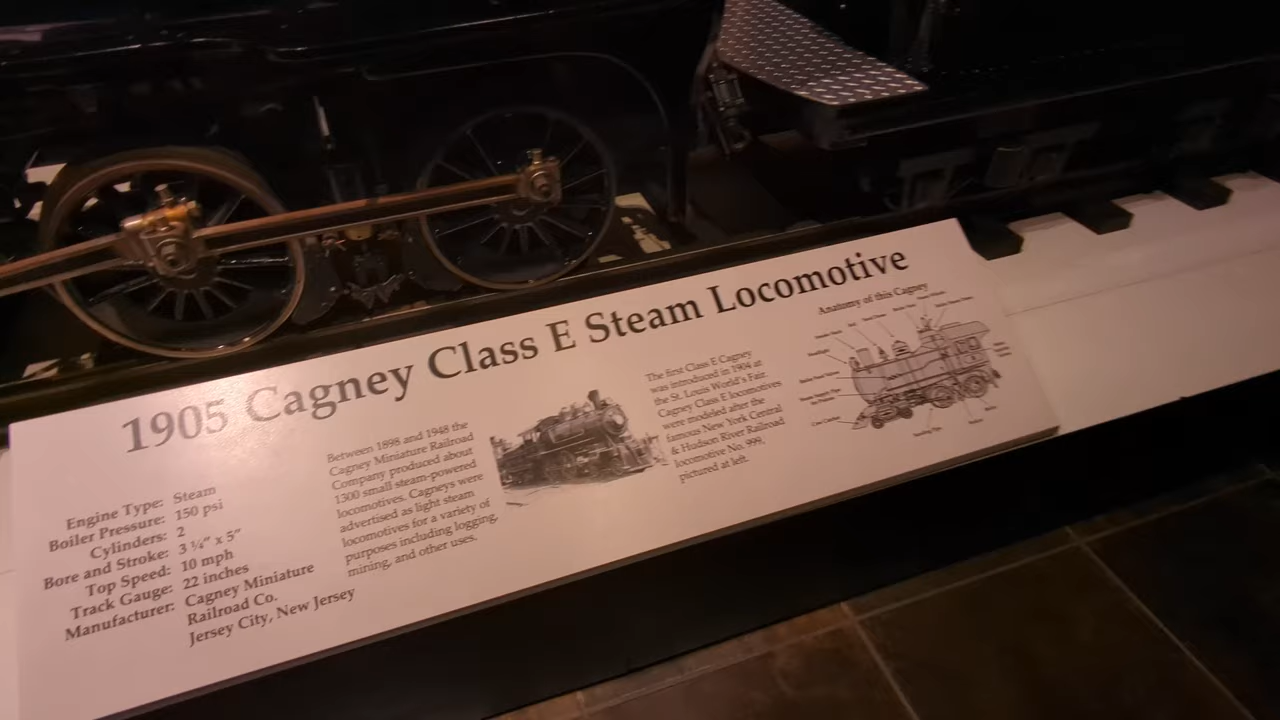 1905 Cagney Class E Steam Locomotive
Engine Type: Steam
Boiler Pressure: 150 psi
Cylinders: 2
Bore and Stroke: 3 ¼" x 5"
Top Speed: 10 mph
Track Gauge: 22 inches
Manufacturer: Cagney Miniature
Railroad Co.
Jersey City, New Jersey
Between 1898 and 1948 the
Cagney Miniature Railroad
Company produced about
1300 small steam-powered
locomotives. Cagneys were
advertised as light steam
locomotives for a variety of
purposes including logging,
mining, and other uses.
The first Class E Cagney
was introduced in 1904 at
the St. Louis World's Fair.
Cagney Class E locomotives
were modeled after the
famous New York Central
& Hudson River Railroad
locomotive No. 999,
pictured at left.
Anatomy of this Cagney